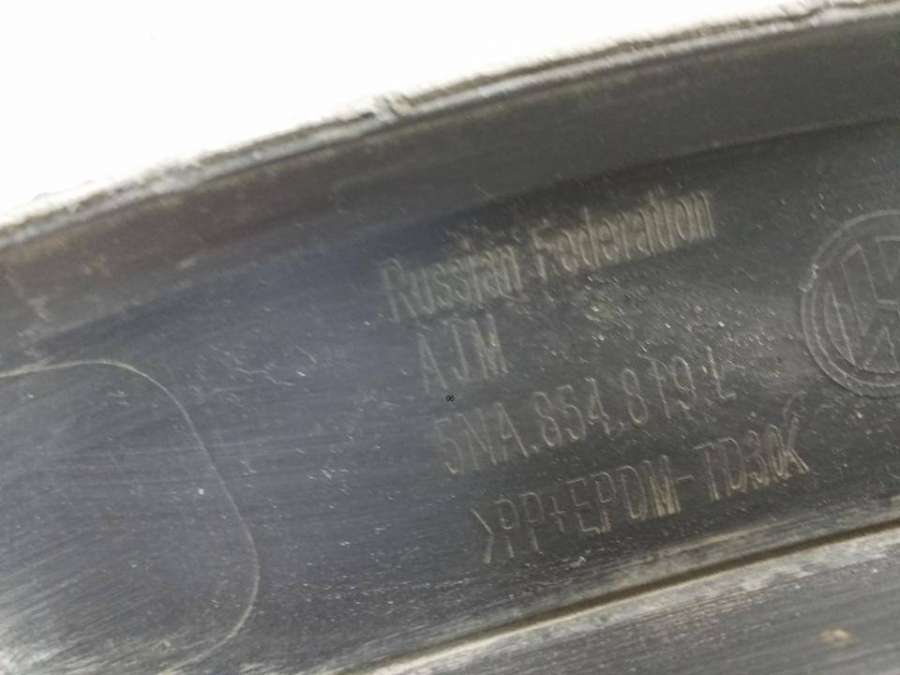 Russian Federation
AJM
5NA.854.819.L
>PP+EPDM-TD30<